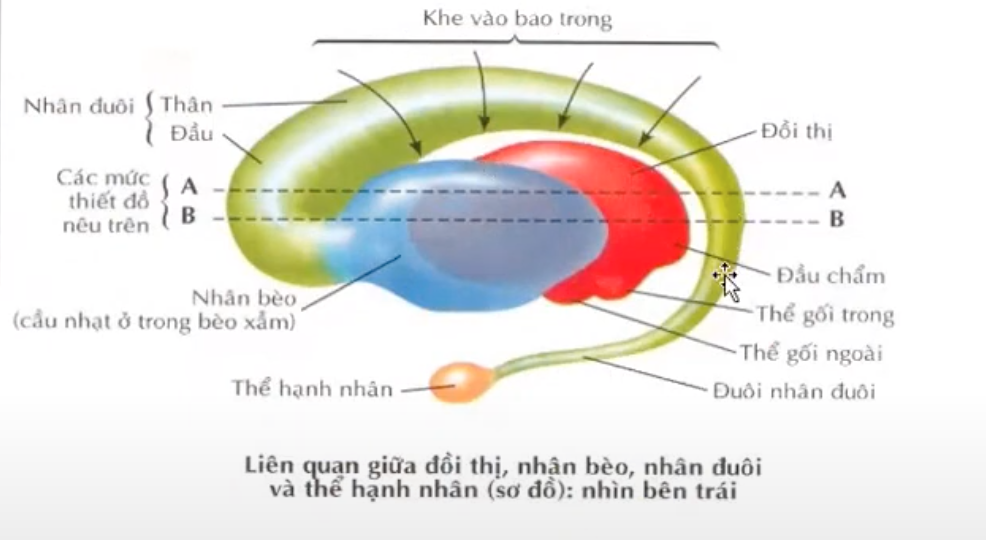 Khe vào bao trong
Nhân đuôi { Thân
Đầu
Đồi thị
Các mức
thiết đồ
nêu trên
A
B
A
B
Đầu chẩm
Nhân bèo
(cầu nhạt ở trong bèo xẫm)
Thể gối trong
Thể gối ngoài
Thể hạnh nhân
Đuôi nhân đuôi
Liên quan giữa đồi thị, nhân bèo, nhân đuôi
và thể hạnh nhân (sơ đồ): nhìn bên trái